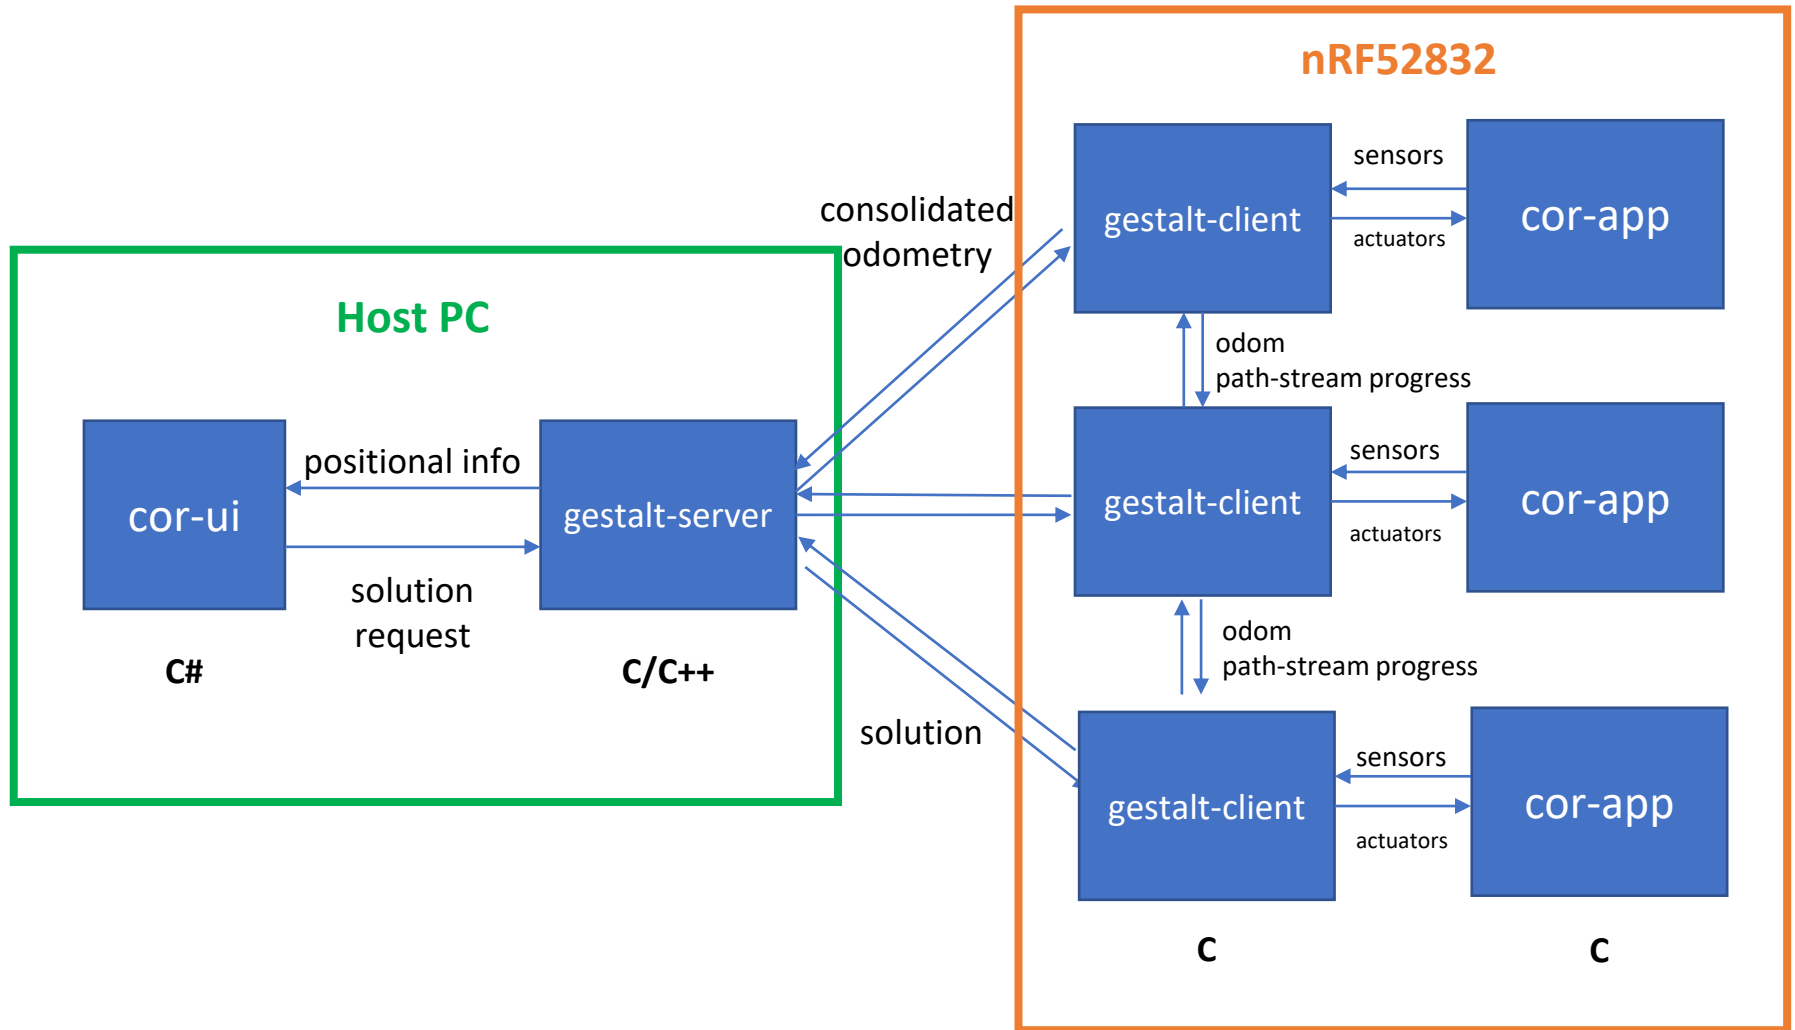 nRF52832
sensors
gestalt-client
cor-app
actuators
consolidated
odometry
Host PC
odom
path-stream progress
positional info
cor-ui
gestalt-server
solution
request
C#
C/C++
sensors
gestalt-client
cor-app
actuators
odom
path-stream progress
solution
sensors
gestalt-client
cor-app
actuators
C
C